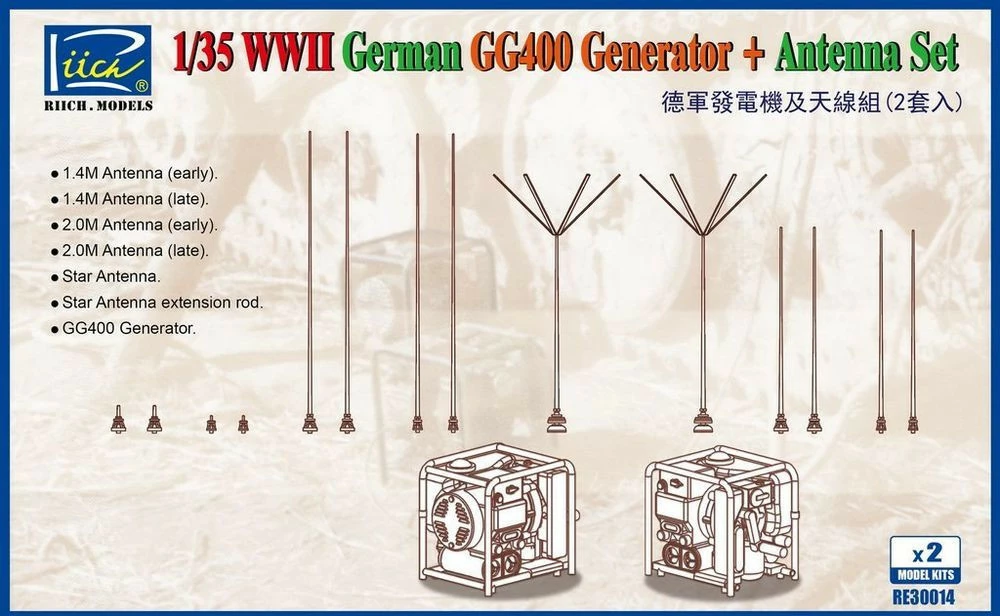 Riich®
RIICH.MODELS
1/35 WWII German GG400 Generator + Antenna Set
德軍發電機及天線組(2套入)
● 1.4M Antenna (early).
● 1.4M Antenna (late).
● 2.0M Antenna (early).
● 2.0M Antenna (late).
● Star Antenna.
● Star Antenna extension rod.
● GG400 Generator.
x2
MODEL KITS
RE30014